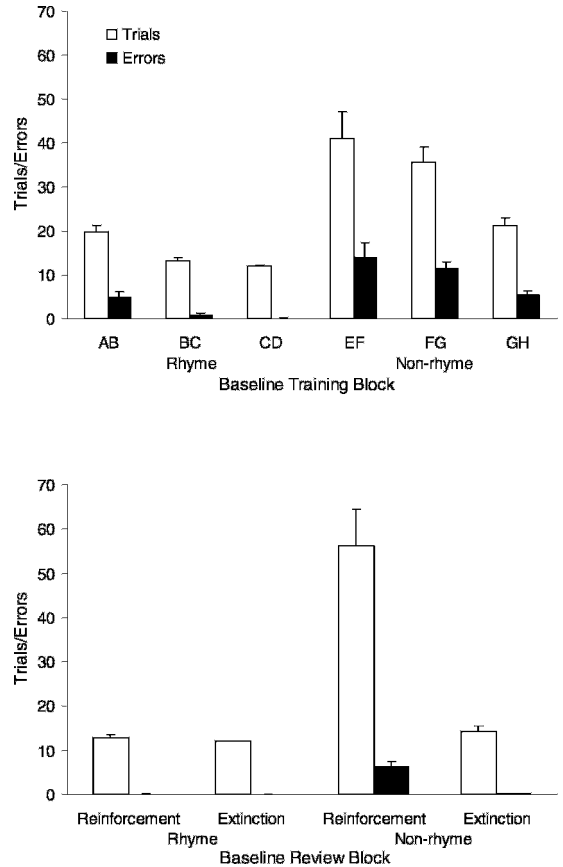 70
60
50
40
30
20
10
0
Trials/Errors
Trials
Errors
AB BC CD EF FG GH
Rhyme Non-rhyme
Baseline Training Block
70
60
50
40
30
20
10
0
Trials/Errors
Reinforcement Extinction Reinforcement Extinction
Rhyme Non-rhyme
Baseline Review Block